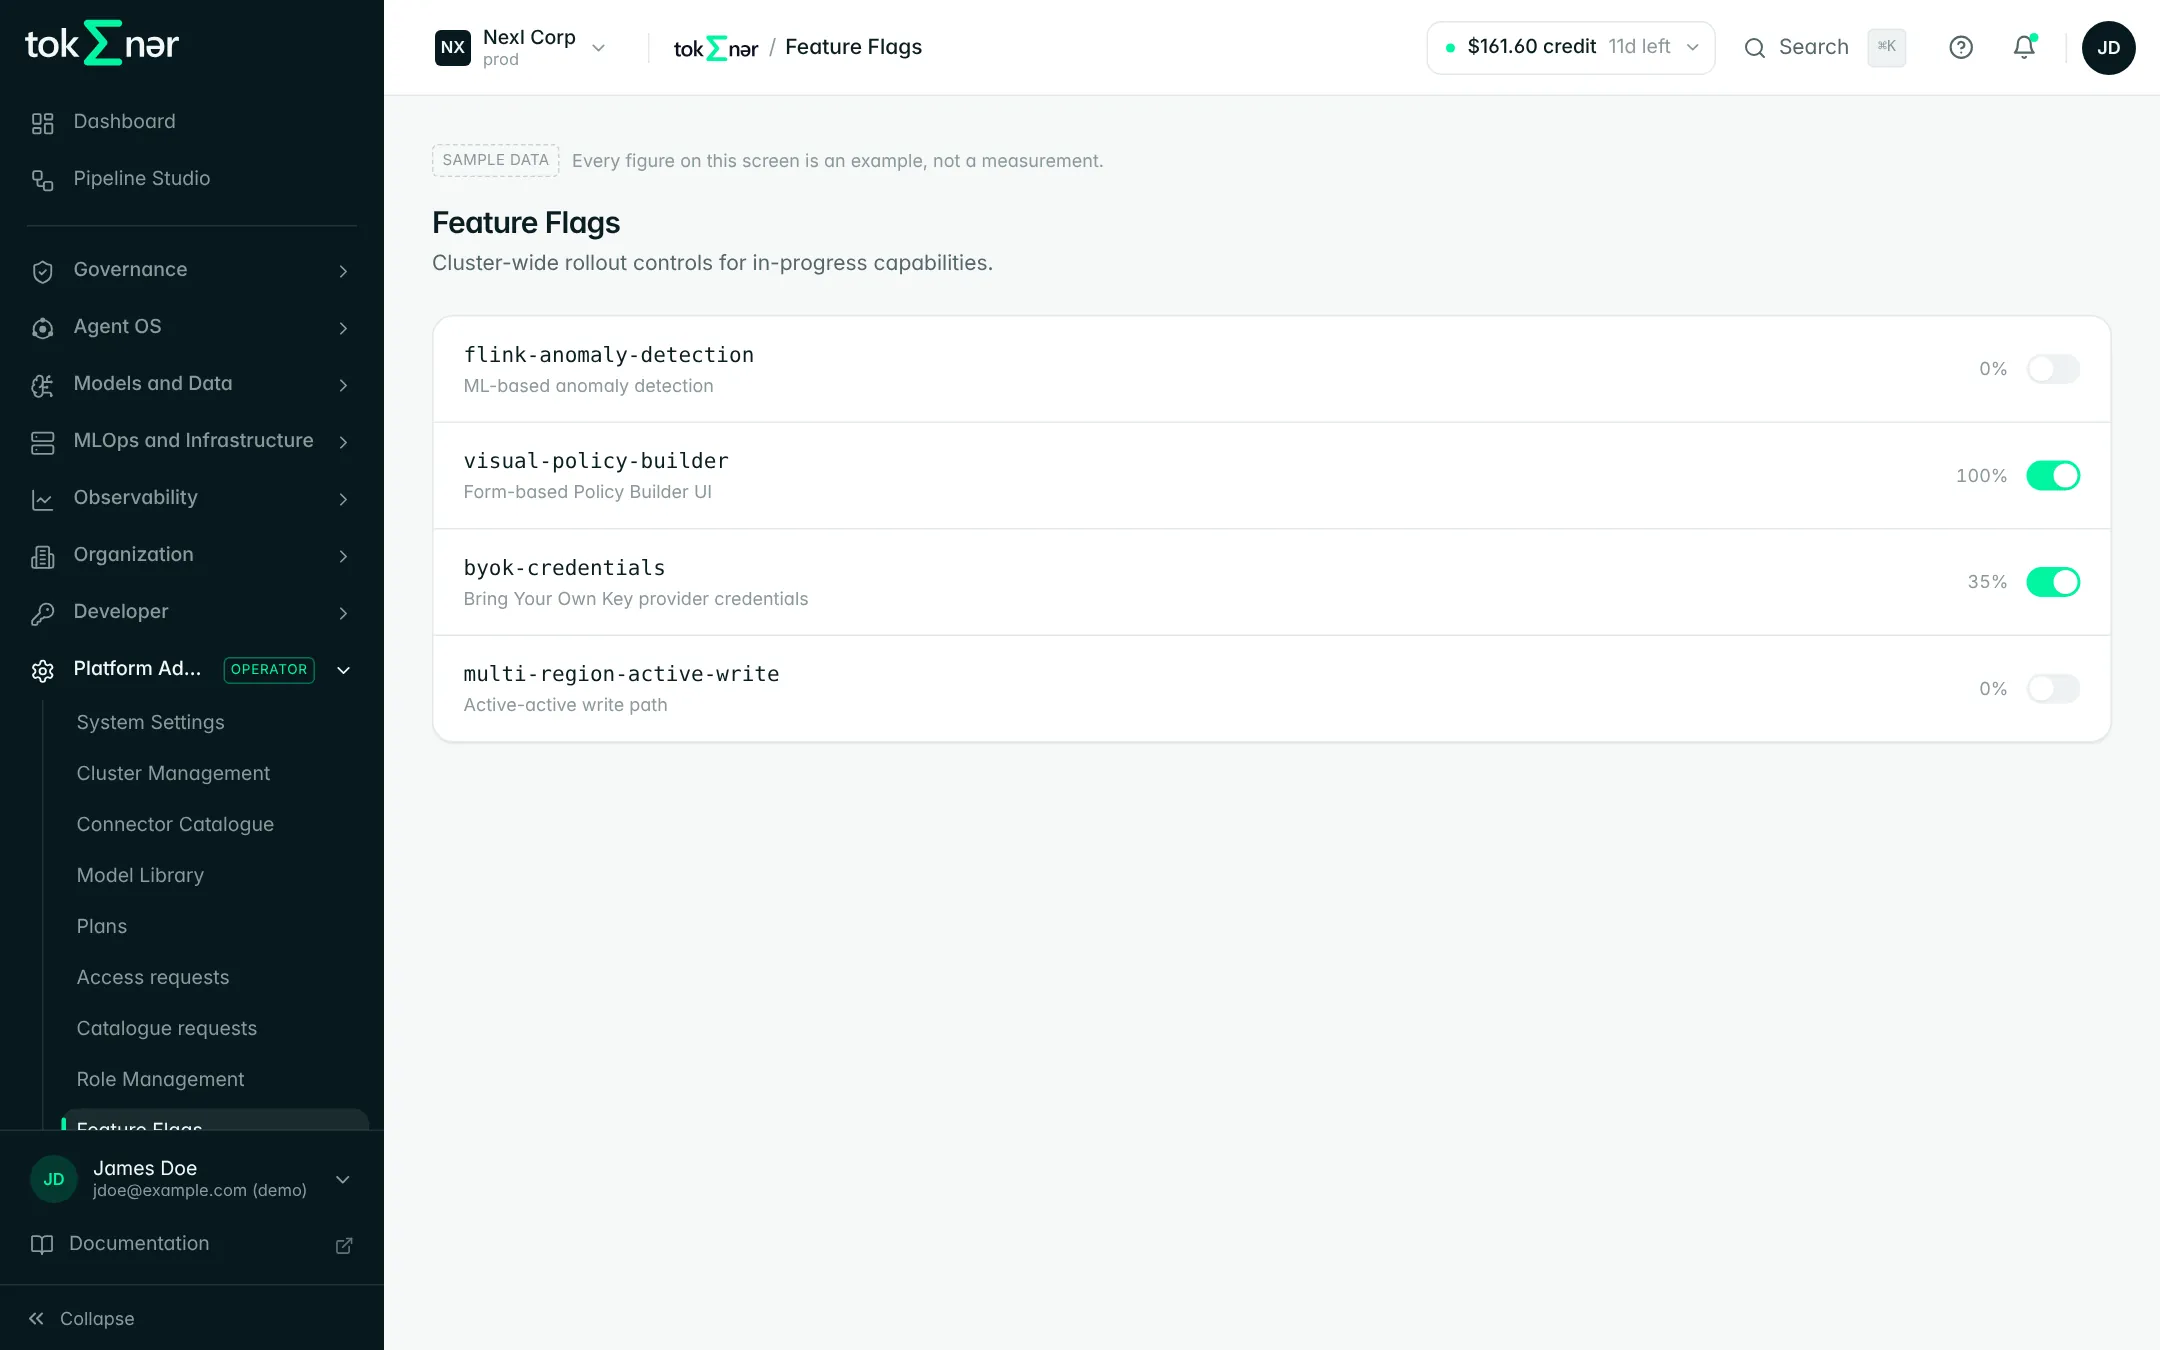 tokΣnər
Dashboard
Pipeline Studio
Governance
Agent OS
Models and Data
MLOps and Infrastructure
Observability
Organization
Developer
Platform Ad... OPERATOR
System Settings
Cluster Management
Connector Catalogue
Model Library
Plans
Access requests
Catalogue requests
Role Management
Feature Flags
JD James Doe
jdoe@example.com (demo)
Documentation
Collapse
NX Nexl Corp
prod
tokΣnər / Feature Flags
$161.60 credit 11d left
Search ⌘K
JD
SAMPLE DATA Every figure on this screen is an example, not a measurement.
Feature Flags
Cluster-wide rollout controls for in-progress capabilities.
flink-anomaly-detection
ML-based anomaly detection
0%
visual-policy-builder
Form-based Policy Builder UI
100%
byok-credentials
Bring Your Own Key provider credentials
35%
multi-region-active-write
Active-active write path
0%